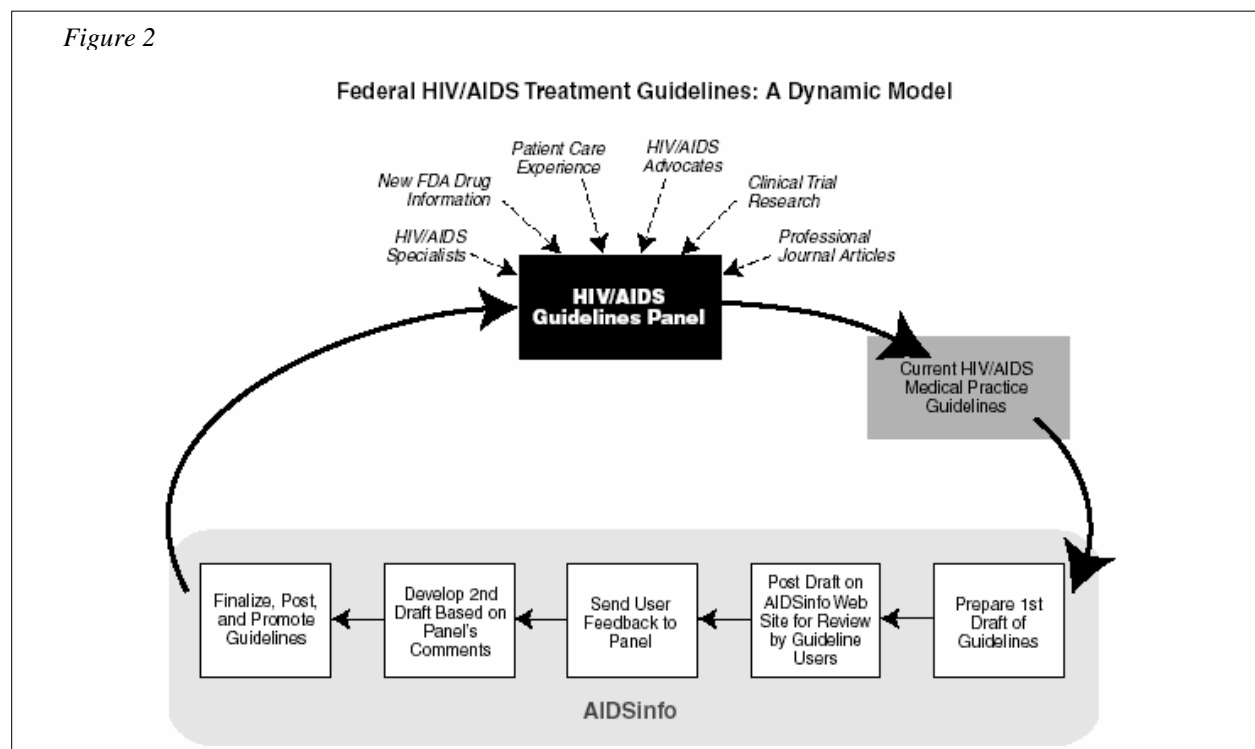 Figure 2
Federal HIV/AIDS Treatment Guidelines: A Dynamic Model
Patient Care
Experience
HIV/AIDS
Advocates
New FDA Drug
Information
Clinical Trial
Research
HIV/AIDS
Specialists
Professional
Journal Articles
HIV/AIDS
Guidelines Panel
Current HIV/AIDS
Medical Practice
Guidelines
Finalize, Post,
and Promote
Guidelines
Develop 2nd
Draft Based on
Panel's
Comments
Send User
Feedback to
Panel
Post Draft on
AIDSinfo Web
Site for Review
by Guideline
Users
Prepare 1st
Draft of
Guidelines
AIDSinfo